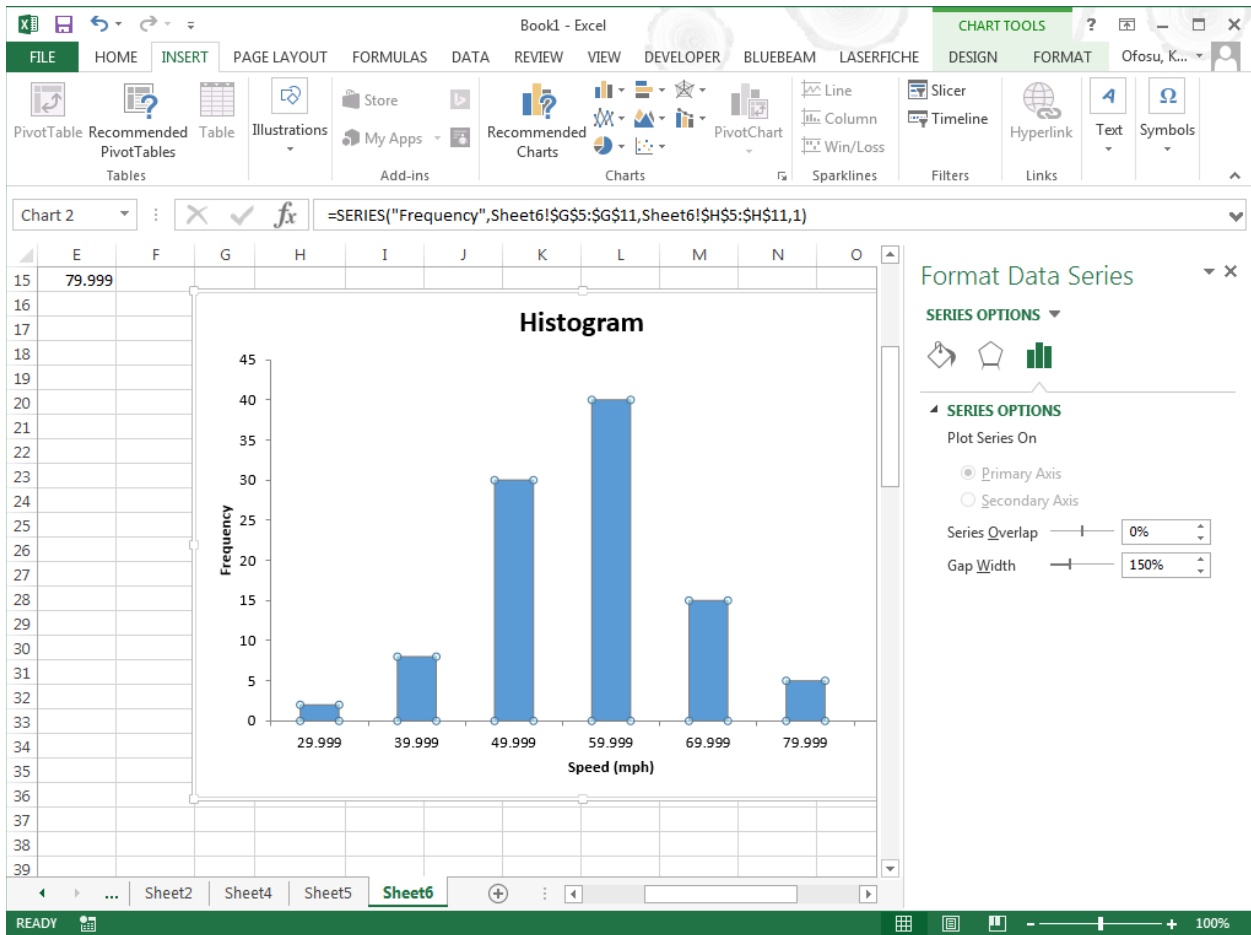 Book1 - Excel
CHART TOOLS
?
FILE HOME INSERT PAGE LAYOUT FORMULAS DATA REVIEW VIEW DEVELOPER BLUEBEAM LASERFICHE DESIGN FORMAT Ofosu, K...
PivotTable
Recommended
PivotTables
Table
Tables
Illustrations
Store
My Apps
Add-ins
Recommended
Charts
PivotChart
Charts
Line
Column
Win/Loss
Sparklines
Slicer
Timeline
Filters
Hyperlink
Links
Text
Symbols
Chart 2
fx
=SERIES("Frequency",Sheet6!$G$5:$G$11,Sheet6!$H$5:$H$11,1)
E F G H I J K L M N O
15 79.999
16
17
18
19
20
21
22
23
24
25
26
27
28
29
30
31
32
33
34
35
36
37
38
39
Histogram
45
40
35
30
25
20
15
10
5
0
Frequency
29.999 39.999 49.999 59.999 69.999 79.999
Speed (mph)
Format Data Series
SERIES OPTIONS
SERIES OPTIONS
Plot Series On
Primary Axis
Secondary Axis
Series Overlap 0%
Gap Width 150%
... Sheet2 Sheet4 Sheet5 Sheet6
READY
100%